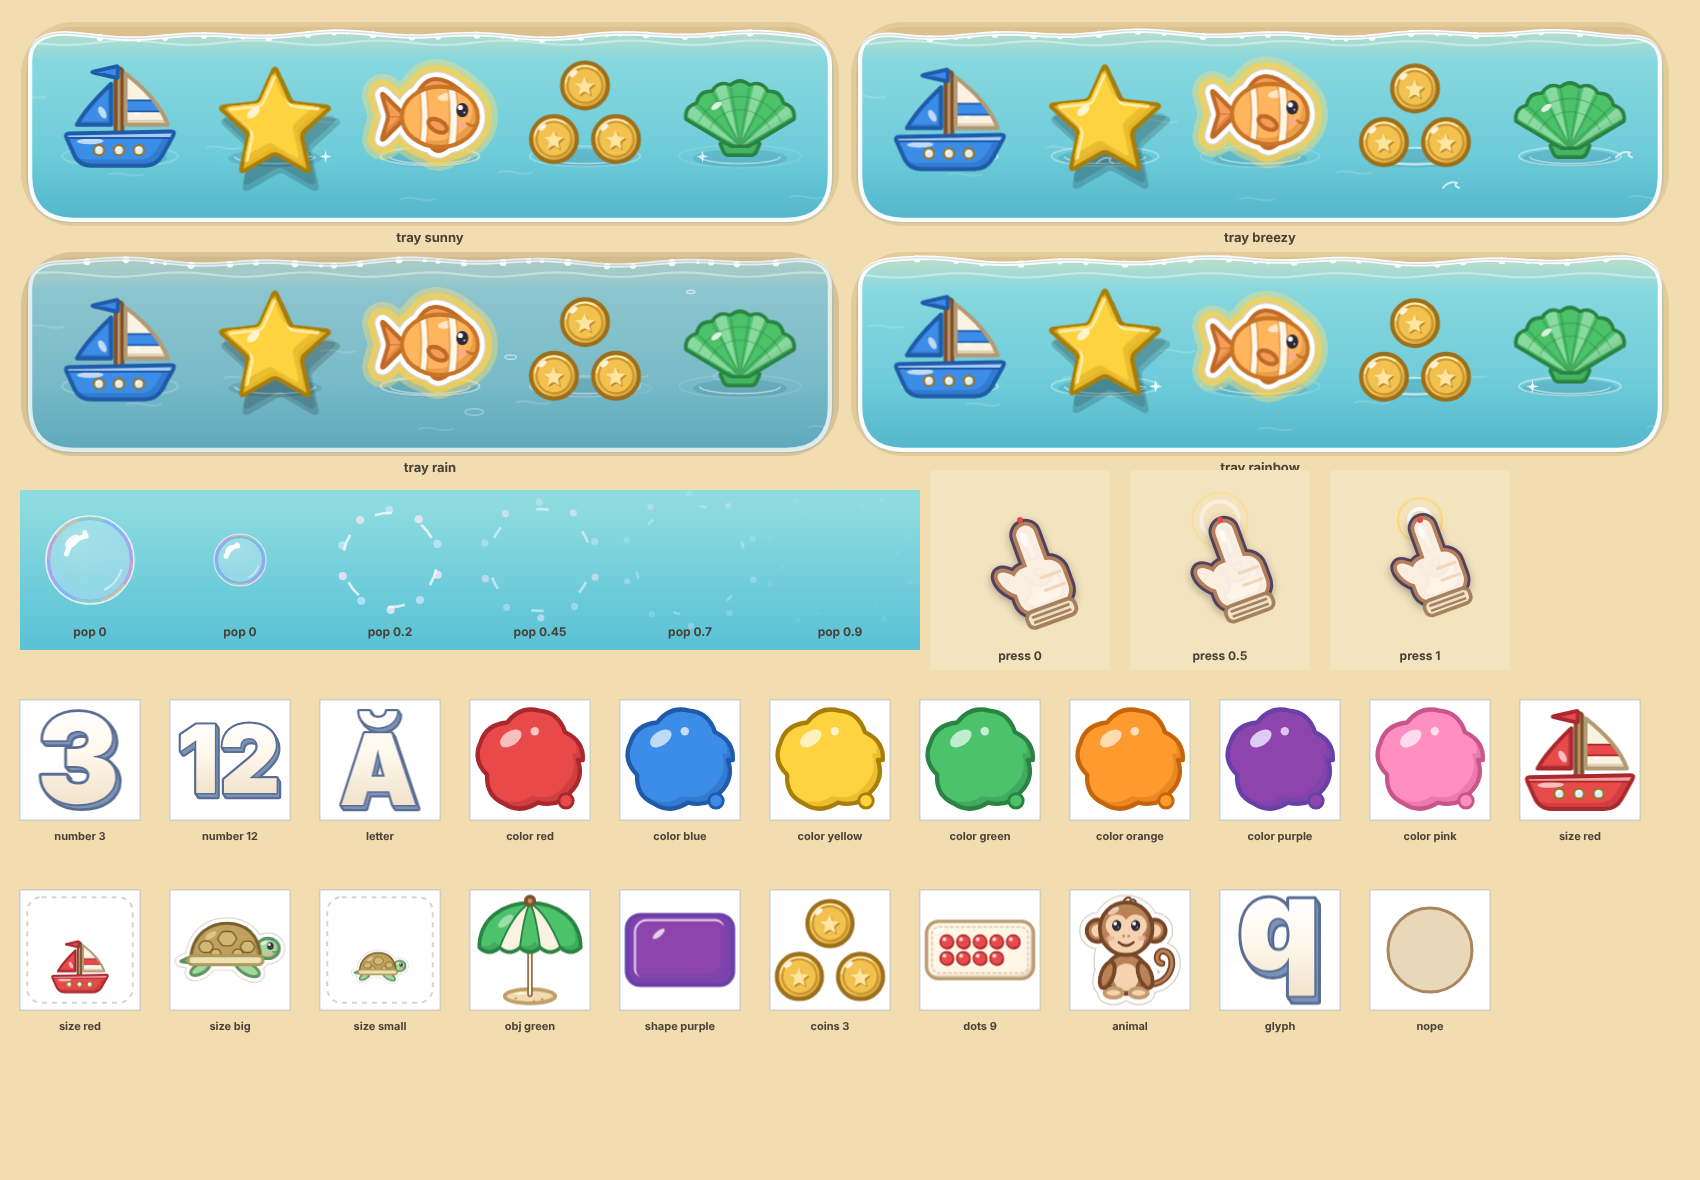 tray sunny
tray breezy
tray rain
tray rainbow
pop 0
pop 0
pop 0.2
pop 0.45
pop 0.7
pop 0.9
press 0
press 0.5
press 1
3
12
Ă
number 3
number 12
letter
color red
color blue
color yellow
color green
color orange
color purple
color pink
size red
q
size red
size big
size small
obj green
shape purple
coins 3
dots 9
animal
glyph
nope